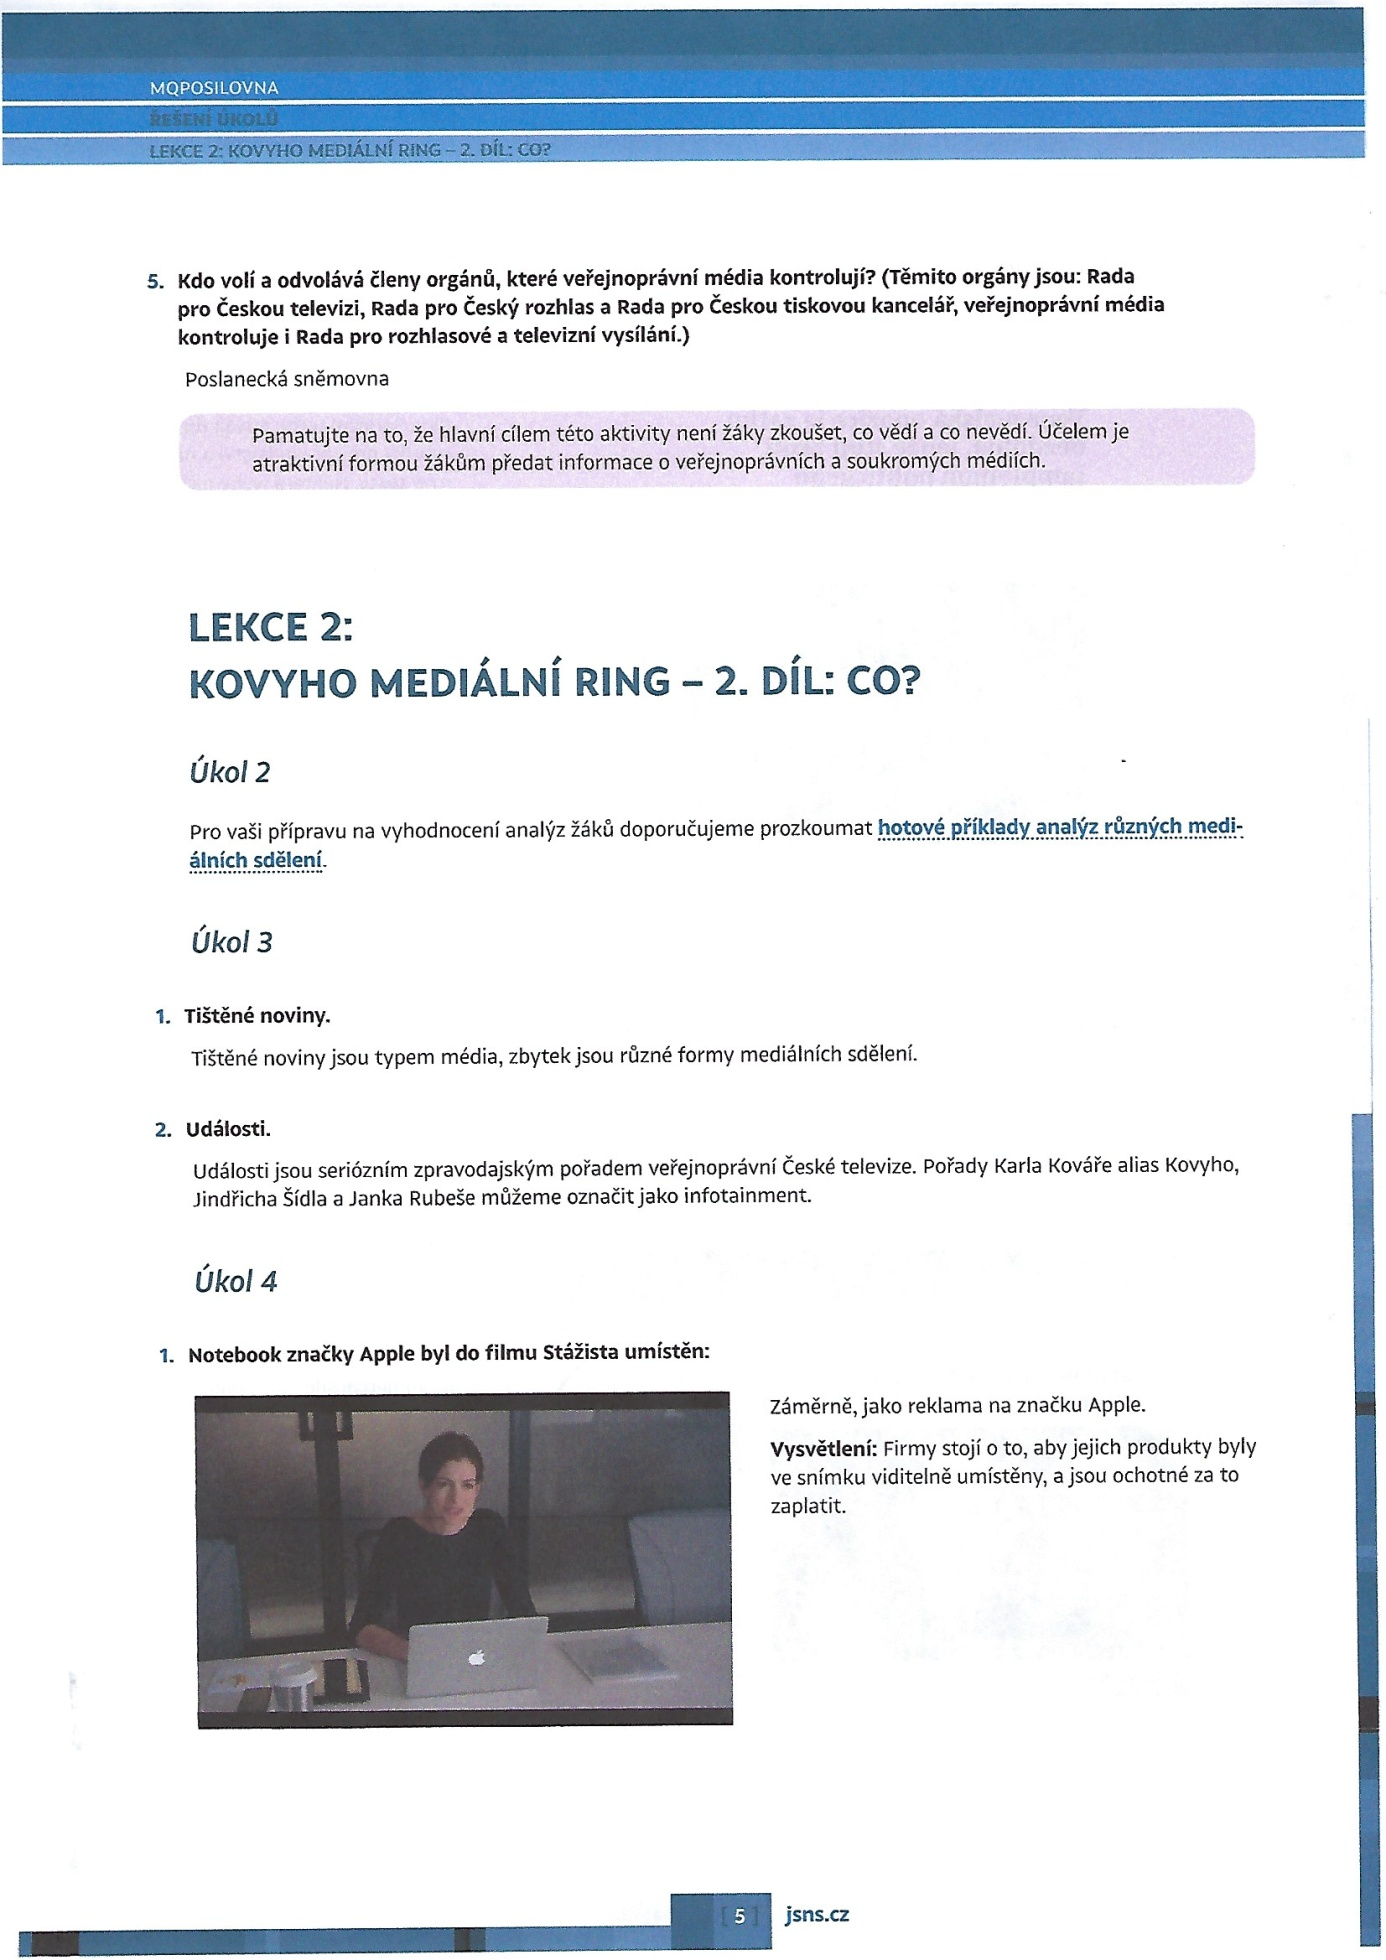 MQPOSILOVNA
ŘEŠENÍ ÚKOLŮ
LEKCE 2: KOVYHO MEDIÁLNÍ RING – 2. DÍL: CO?
5. Kdo volí a odvolává členy orgánů, které veřejnoprávní média kontrolují? (Těmito orgány jsou: Rada
pro Českou televizi, Rada pro Český rozhlas a Rada pro Českou tiskovou kancelář, veřejnoprávní média
kontroluje i Rada pro rozhlasové a televizní vysílání.)
Poslanecká sněmovna
Pamatujte na to, že hlavní cílem této aktivity není žáky zkoušet, co vědí a co nevědí. Účelem je
atraktivní formou žákům předat informace o veřejnoprávních a soukromých médiích.
LEKCE 2:
KOVYHO MEDIÁLNÍ RING – 2. DÍL: CO?
Úkol 2
Pro vaši přípravu na vyhodnocení analýz žáků doporučujeme prozkoumat hotové příklady analýz různých medi-
álních sdělení.
Úkol 3
1. Tištěné noviny.
Tištěné noviny jsou typem média, zbytek jsou různé formy mediálních sdělení.
2. Události.
Události jsou seriózním zpravodajským pořadem veřejnoprávní České televize. Pořady Karla Kováře alias Kovyho,
Jindřicha Šídla a Janka Rubeše můžeme označit jako infotainment.
Úkol 4
1. Notebook značky Apple byl do filmu Stážista umístěn:
Záměrně, jako reklama na značku Apple.
Vysvětlení: Firmy stojí o to, aby jejich produkty byly
ve snímku viditelně umístěny, a jsou ochotné za to
zaplatit.
[ 5 ] jsns.cz